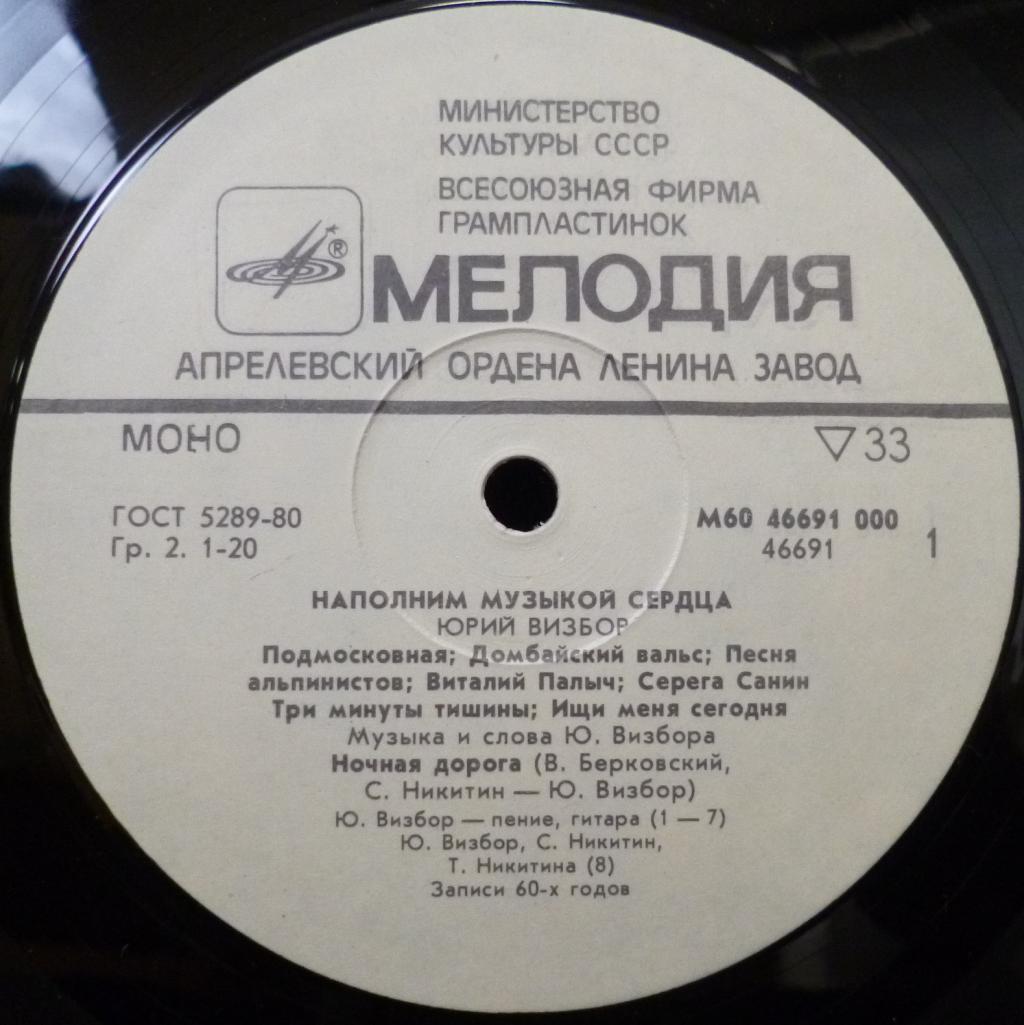 МИНИСТЕРСТВО
КУЛЬТУРЫ СССР
ВСЕСОЮЗНАЯ ФИРМА
ГРАМПЛАСТИНОК
®
МЕЛОДИЯ
АПРЕЛЕВСКИЙ ОРДЕНА ЛЕНИНА ЗАВОД
МОНО ▽33
ГОСТ 5289-80 М60 46691 000
Гр. 2. 1-20 46691 1
НАПОЛНИМ МУЗЫКОЙ СЕРДЦА
ЮРИЙ ВИЗБОР
Подмосковная; Домбайский вальс; Песня
альпинистов; Виталий Палыч; Серега Санин
Три минуты тишины; Ищи меня сегодня
Музыка и слова Ю. Визбора
Ночная дорога (В. Берковский,
С. Никитин — Ю. Визбор)
Ю. Визбор — пение, гитара (1 — 7)
Ю. Визбор, С. Никитин,
Т. Никитина (8)
Записи 60-х годов